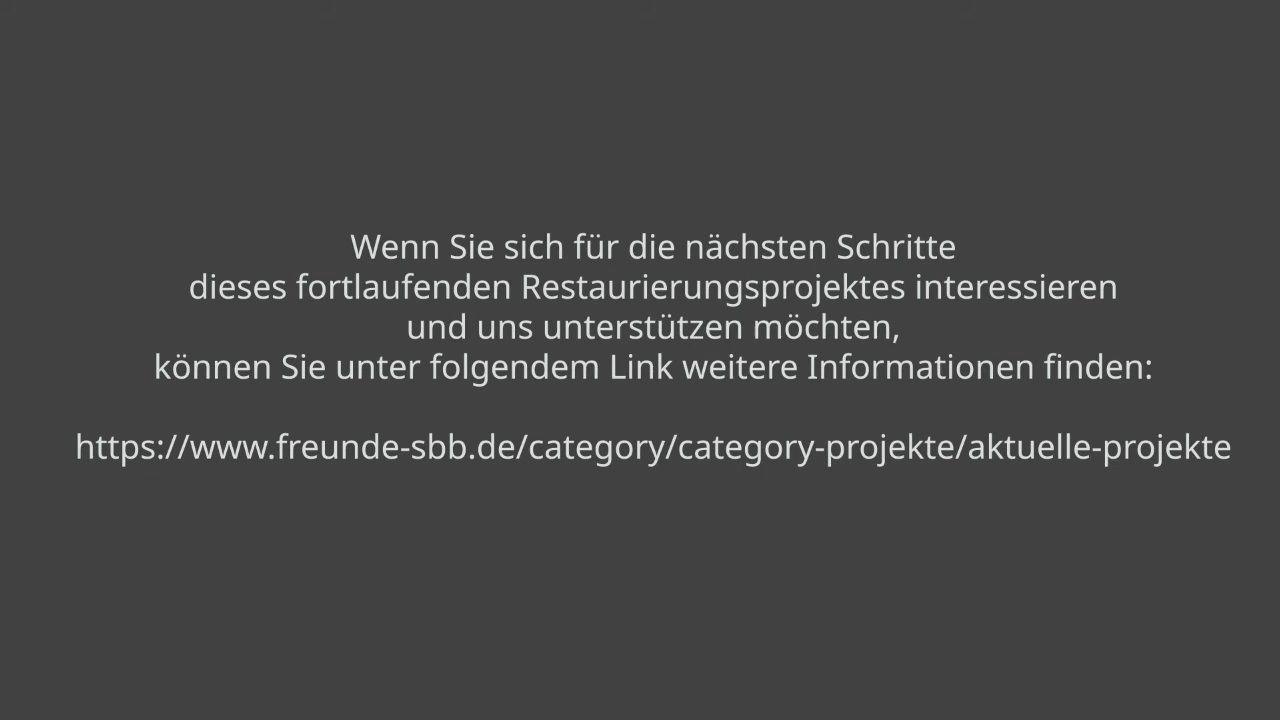 Wenn Sie sich für die nächsten Schritte
dieses fortlaufenden Restaurierungsprojektes interessieren
und uns unterstützen möchten,
können Sie unter folgendem Link weitere Informationen finden:
https://www.freunde-sbb.de/category/category-projekte/aktuelle-projekte